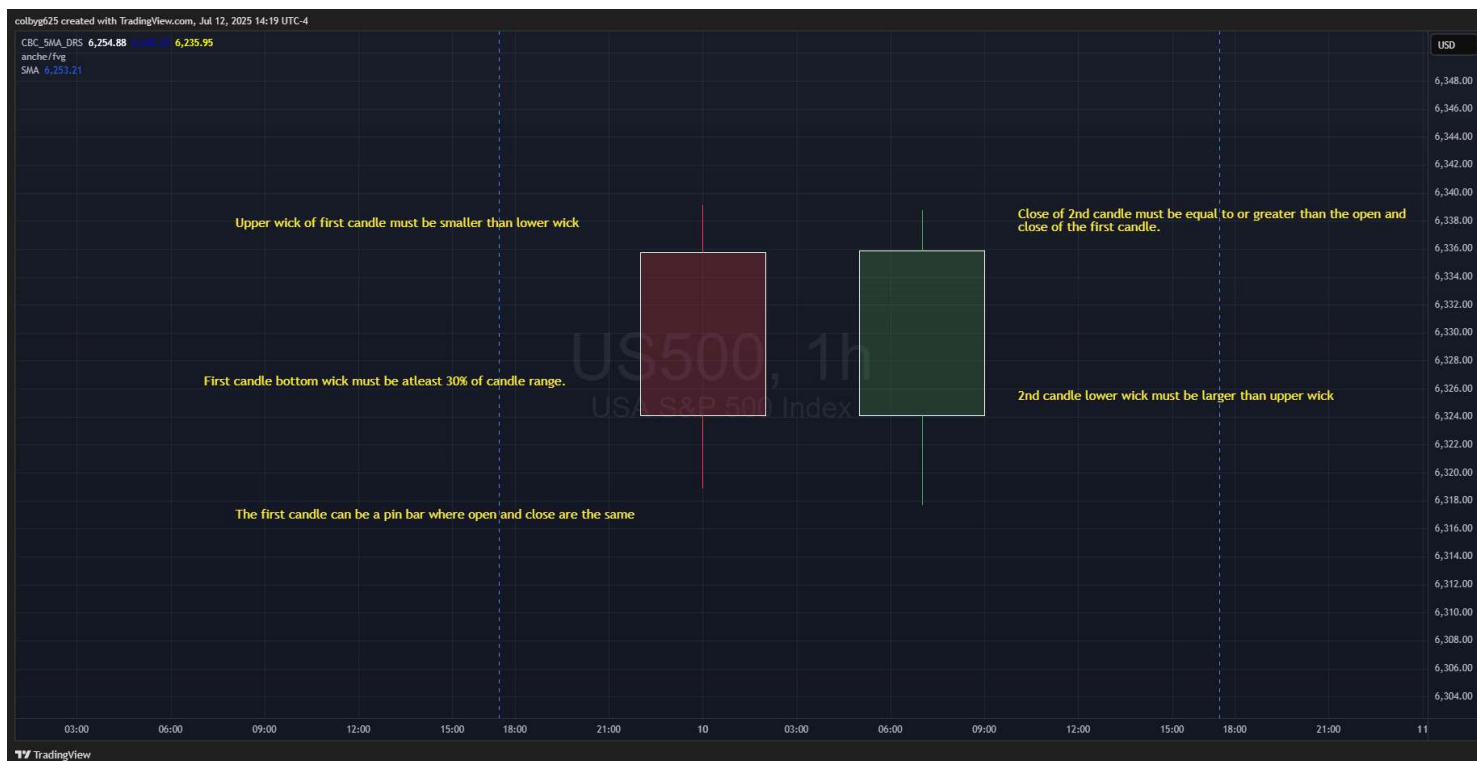 colbyg625 created with TradingView.com, Jul 12, 2025 14:19 UTC-4
CBC_5MA_DRS 6,254.88 6,235.95
anche/fvg
SMA 6,253.21
USD
6,348.00
6,346.00
6,344.00
6,342.00
6,340.00
6,338.00
6,336.00
6,334.00
6,332.00
6,330.00
6,328.00
6,326.00
6,324.00
6,322.00
6,320.00
6,318.00
6,316.00
6,314.00
6,312.00
6,310.00
6,308.00
6,306.00
6,304.00
Upper wick of first candle must be smaller than lower wick
Close of 2nd candle must be equal to or greater than the open and
close of the first candle.
US500, 1h
USA S&P 500 Index
First candle bottom wick must be atleast 30% of candle range.
2nd candle lower wick must be larger than upper wick
The first candle can be a pin bar where open and close are the same
03:00 06:00 09:00 12:00 15:00 18:00 21:00 10 03:00 06:00 09:00 12:00 15:00 18:00 21:00 11
TradingView